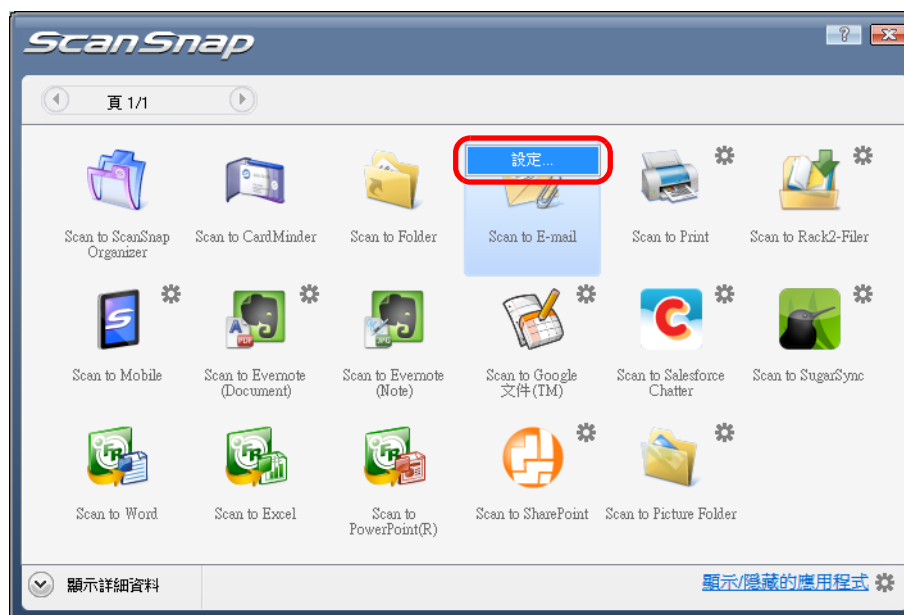 ScanSnap
?
頁 1/1
設定...
Scan to ScanSnap
Organizer
Scan to CardMinder
Scan to Folder
Scan to E-mail
Scan to Print
Scan to Rack2-Filer
Scan to Mobile
Scan to Evernote
(Document)
Scan to Evernote
(Note)
Scan to Google
文件(TM)
Scan to Salesforce
Chatter
Scan to SugarSync
Scan to Word
Scan to Excel
Scan to
PowerPoint(R)
Scan to SharePoint
Scan to Picture Folder
顯示詳細資料
顯示/隱藏的應用程式